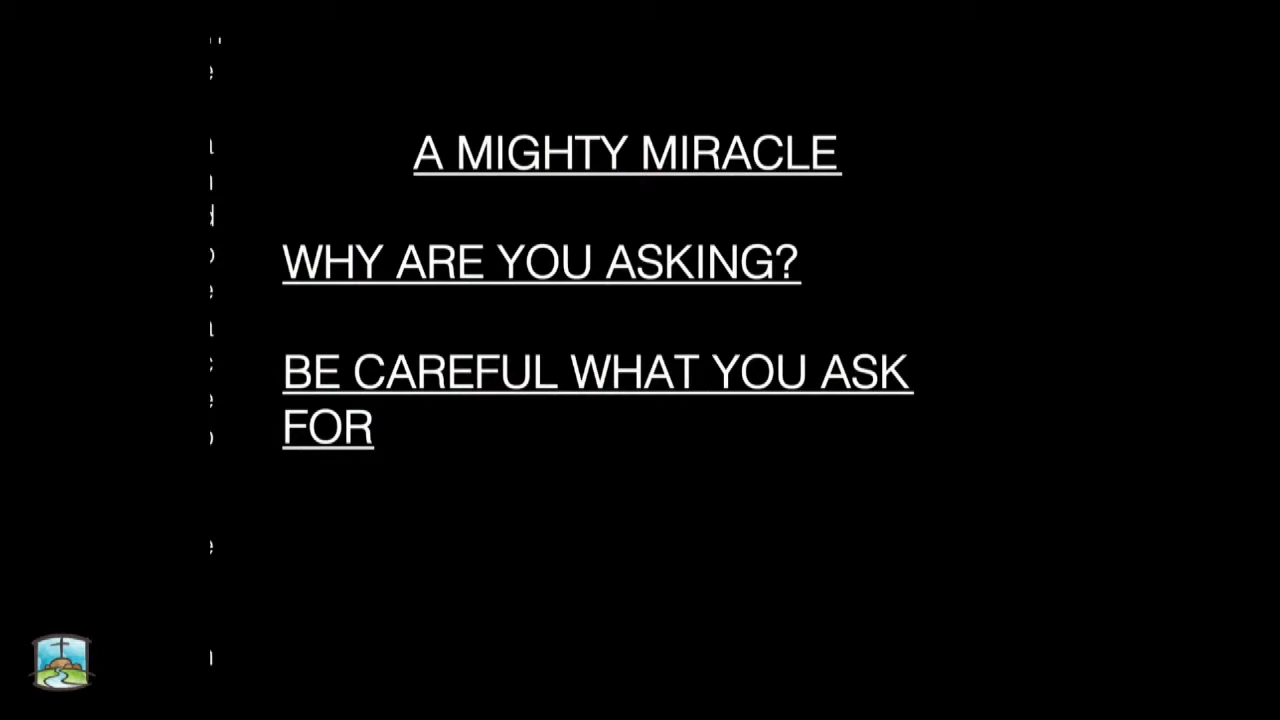 A MIGHTY MIRACLE
WHY ARE YOU ASKING?
BE CAREFUL WHAT YOU ASK
FOR